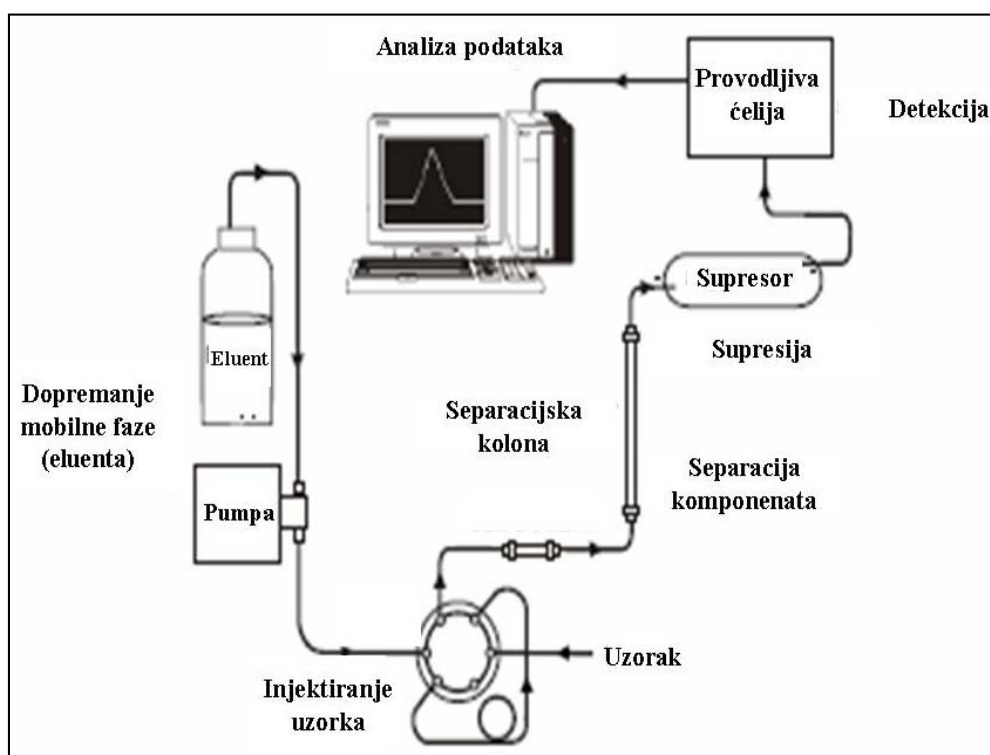 Analiza podataka
Provodljiva
ćelija
Detekcija
Supresor
Supresija
Eluent
Dopremanje
mobilne faze
(eluenta)
Separacijska
kolona
Separacija
komponenata
Pumpa
Uzorak
Injektiranje
uzorka